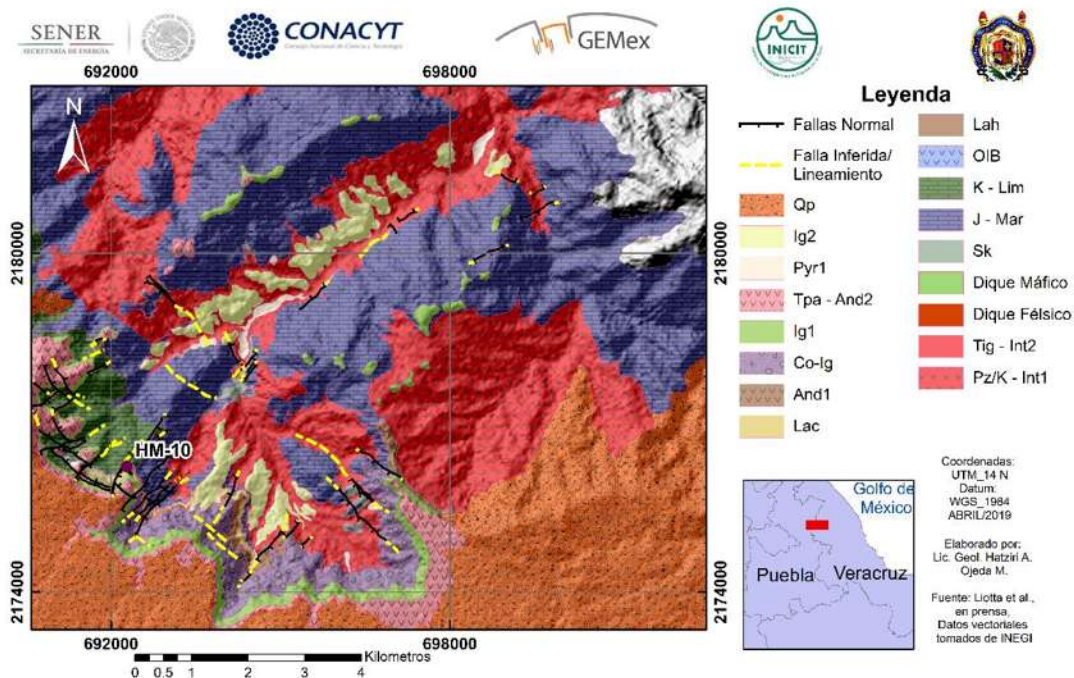 SENER
SECRETARÍA DE ENERGÍA
CONACYT
Consejo Nacional de Ciencia y Tecnología
GEMex
INICIT
692000
698000
N
2180000
2180000
HM-10
2174000
2174000
692000
698000
Kilometros
0 0.5 1 2 3 4
Leyenda
Fallas Normal
Falla Inferida/
Lineamiento
Qp
Ig2
Pyr1
Tpa - And2
Ig1
Co-Ig
And1
Lac
Lah
OIB
K - Lim
J - Mar
Sk
Dique Máfico
Dique Félsico
Tig - Int2
Pz/K - Int1
Golfo de
México
Puebla
Veracruz
Coordenadas:
UTM_14 N
Datum:
WGS_1984
ABRIL/2019
Elaborado por:
Lic. Geol. Hatziri A.
Ojeda M.
Fuente: Liotta et al.,
en prensa,
Datos vectoriales
tomados de INEGI